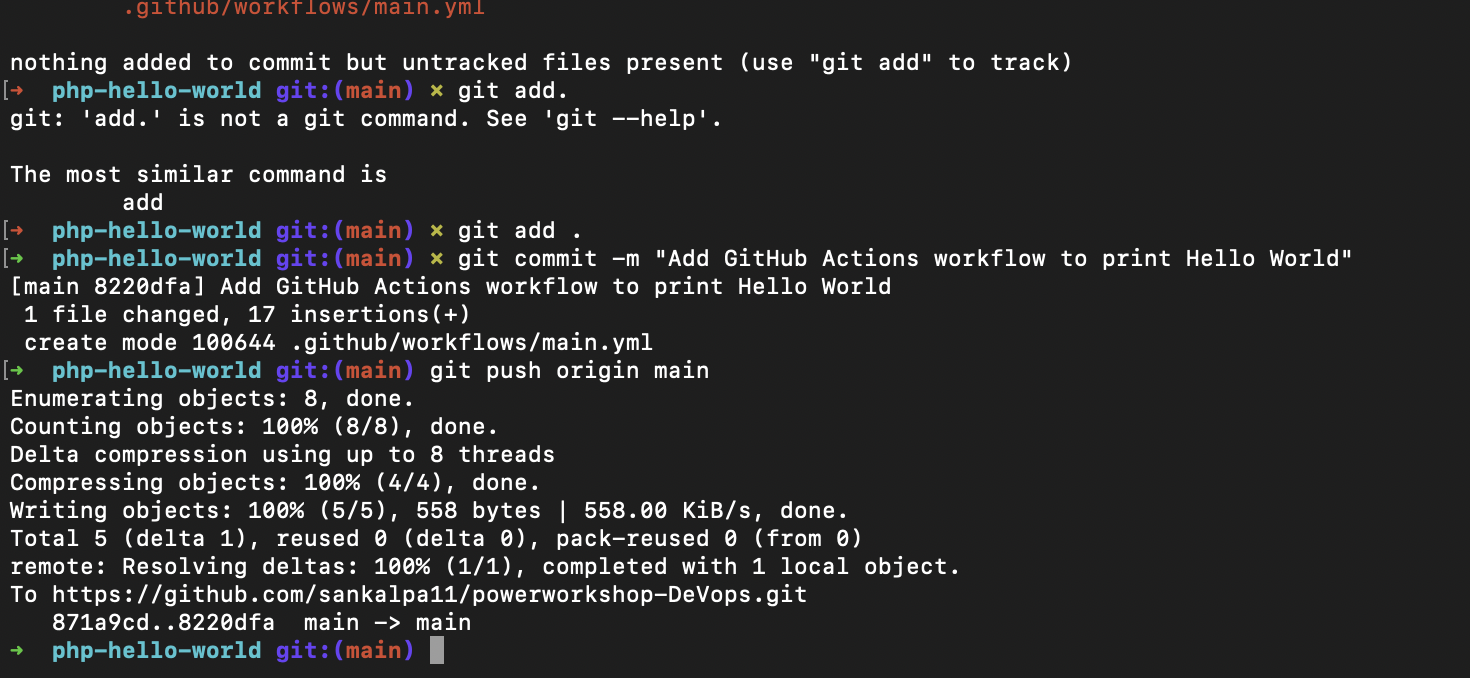 .github/workflows/main.yml
nothing added to commit but untracked files present (use "git add" to track)
[➜  php-hello-world git:(main) ✗ git add.
git: 'add.' is not a git command. See 'git --help'.
The most similar command is
add
[➜  php-hello-world git:(main) ✗ git add .
[➜  php-hello-world git:(main) ✗ git commit -m "Add GitHub Actions workflow to print Hello World"
[main 8220dfa] Add GitHub Actions workflow to print Hello World
1 file changed, 17 insertions(+)
create mode 100644 .github/workflows/main.yml
[➜  php-hello-world git:(main) git push origin main
Enumerating objects: 8, done.
Counting objects: 100% (8/8), done.
Delta compression using up to 8 threads
Compressing objects: 100% (4/4), done.
Writing objects: 100% (5/5), 558 bytes | 558.00 KiB/s, done.
Total 5 (delta 1), reused 0 (delta 0), pack-reused 0 (from 0)
remote: Resolving deltas: 100% (1/1), completed with 1 local object.
To https://github.com/sankalpa11/powerworkshop-DeVops.git
871a9cd..8220dfa  main -> main
➜  php-hello-world git:(main)